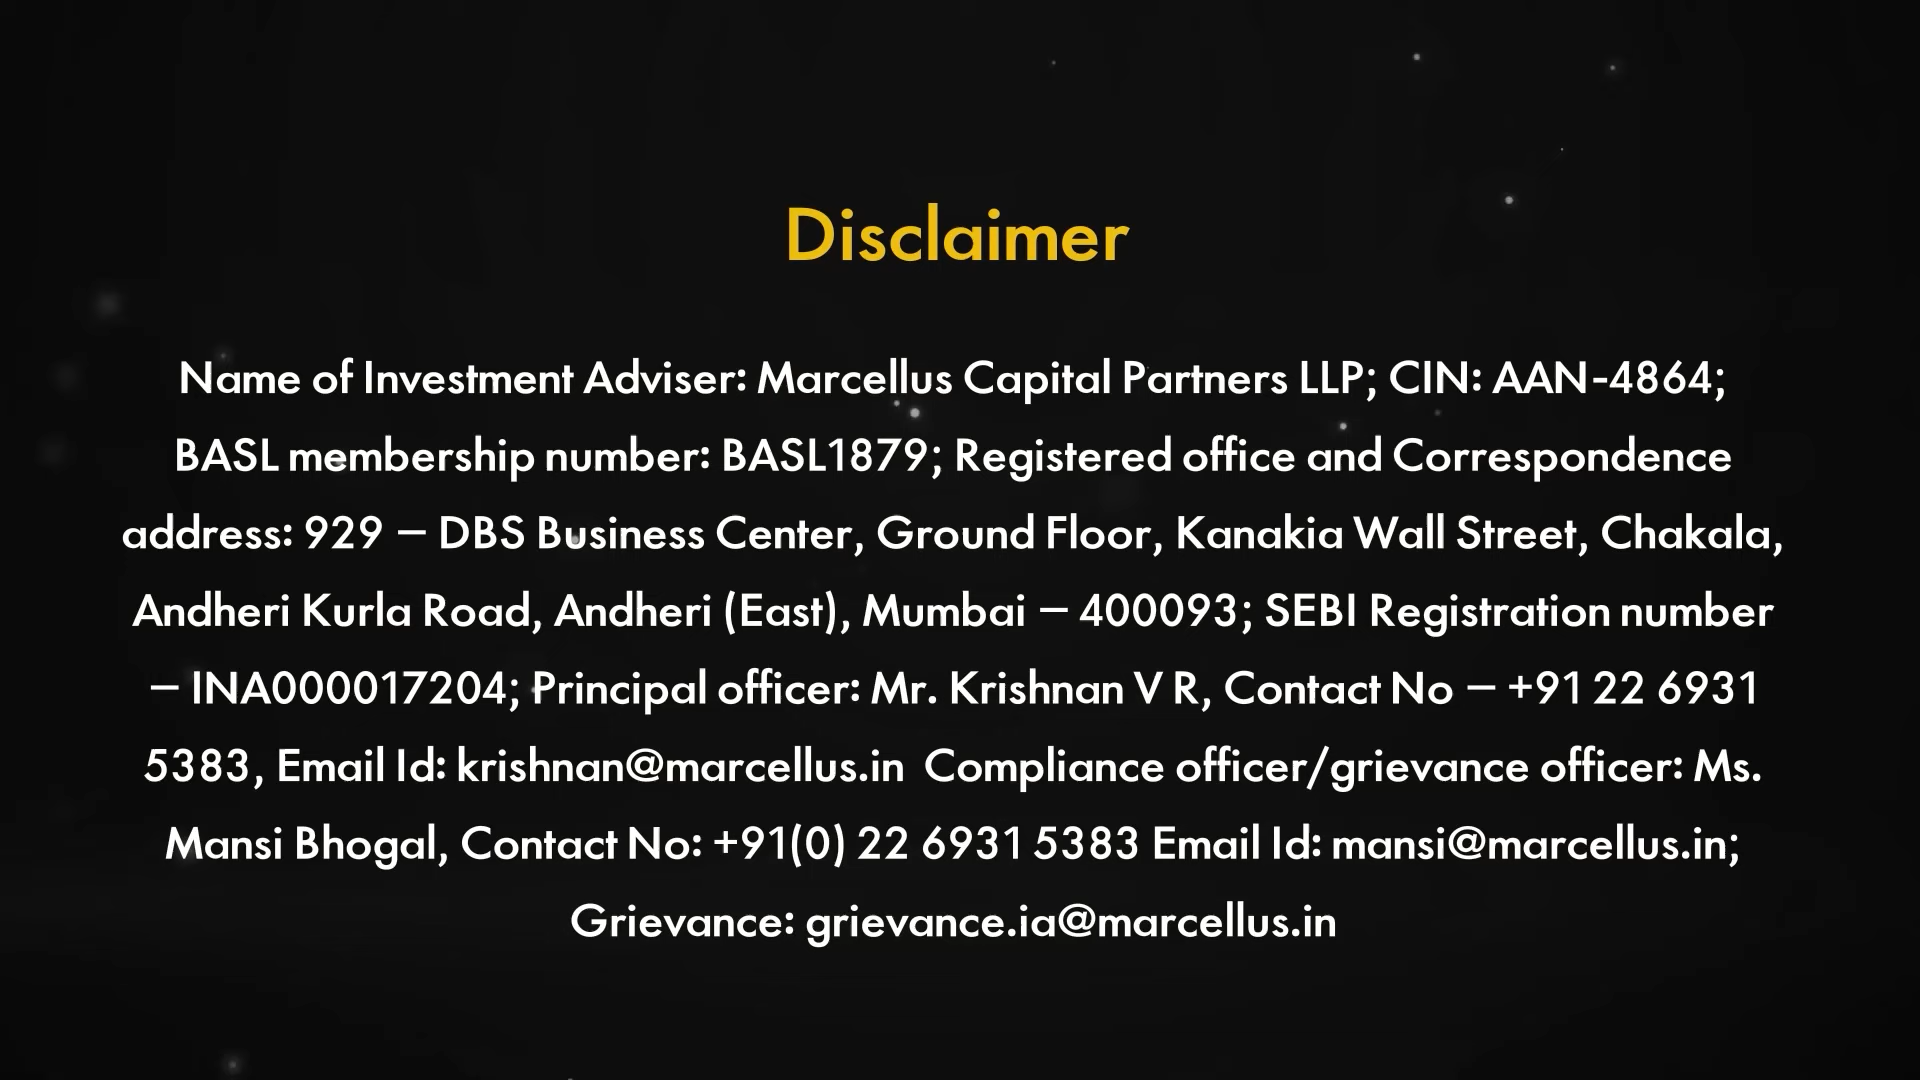 Disclaimer
Name of Investment Adviser: Marcellus Capital Partners LLP; CIN: AAN-4864;
BASL membership number: BASL1879; Registered office and Correspondence
address: 929 – DBS Business Center, Ground Floor, Kanakia Wall Street, Chakala,
Andheri Kurla Road, Andheri (East), Mumbai – 400093; SEBI Registration number
– INA000017204; Principal officer: Mr. Krishnan V R, Contact No – +91 22 6931
5383, Email Id: krishnan@marcellus.in  Compliance officer/grievance officer: Ms.
Mansi Bhogal, Contact No: +91(0) 22 6931 5383 Email Id: mansi@marcellus.in;
Grievance: grievance.ia@marcellus.in